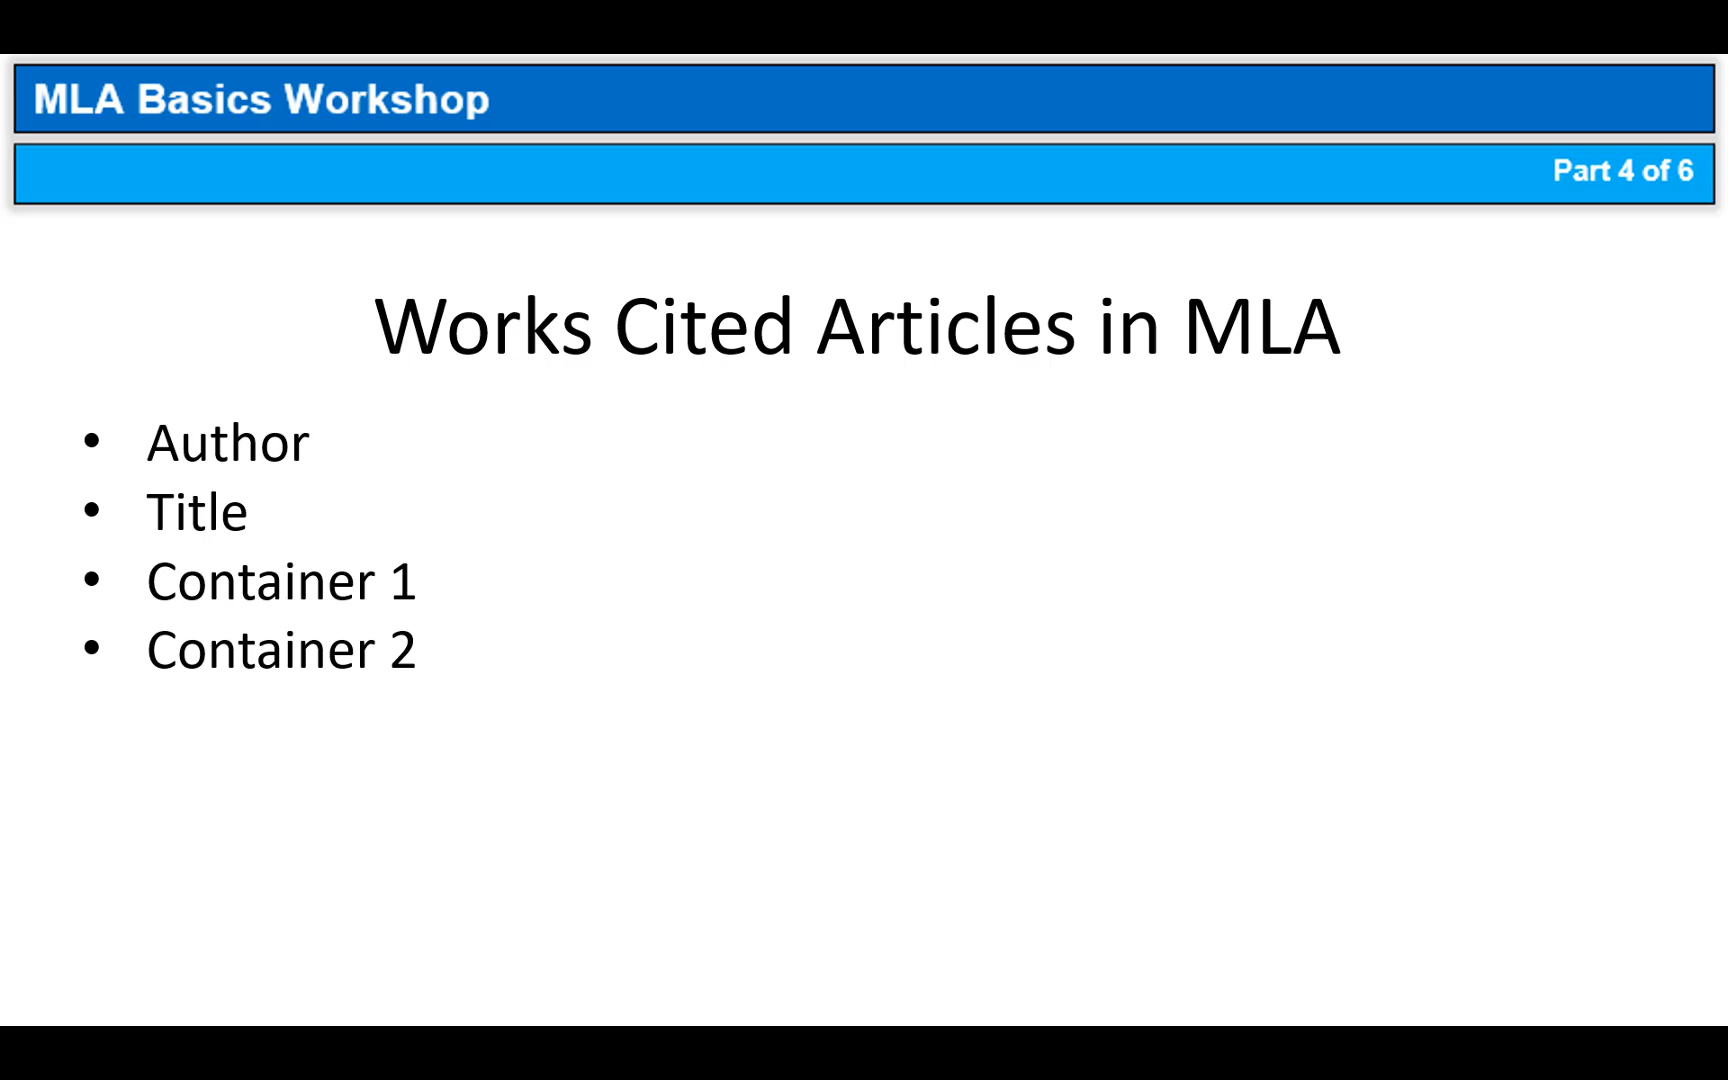 MLA Basics Workshop
Part 4 of 6
Works Cited Articles in MLA
• Author
• Title
• Container 1
• Container 2